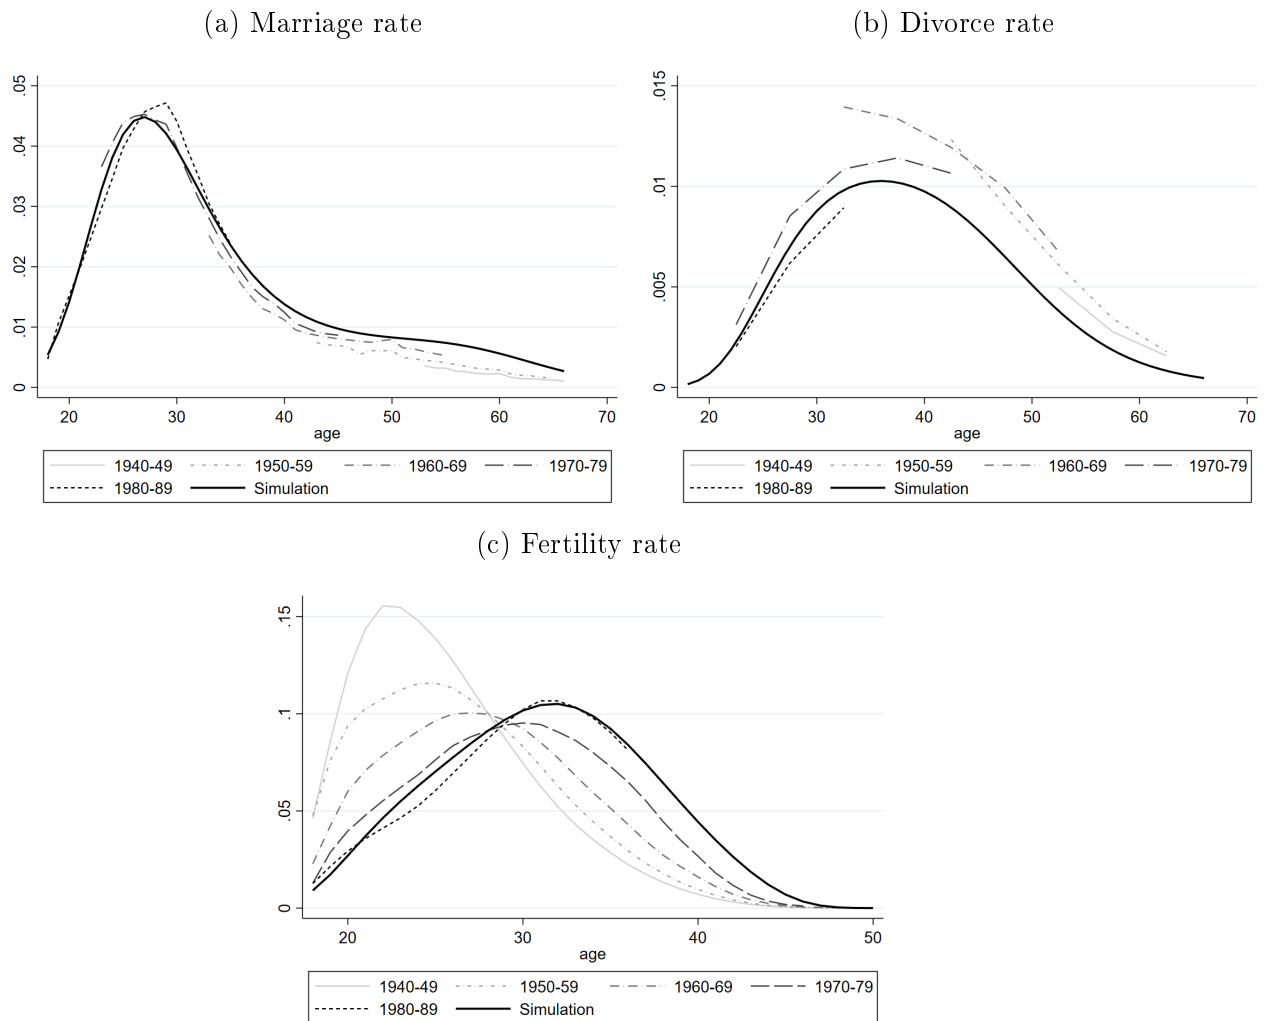 (a) Marriage rate
.05
.04
.03
.02
.01
0
20 30 40 50 60 70
age
1940-49 1950-59 1960-69 1970-79
1980-89 Simulation
(b) Divorce rate
.015
.01
.005
0
20 30 40 50 60 70
age
1940-49 1950-59 1960-69 1970-79
1980-89 Simulation
(c) Fertility rate
.15
.1
.05
0
20 30 40 50
age
1940-49 1950-59 1960-69 1970-79
1980-89 Simulation